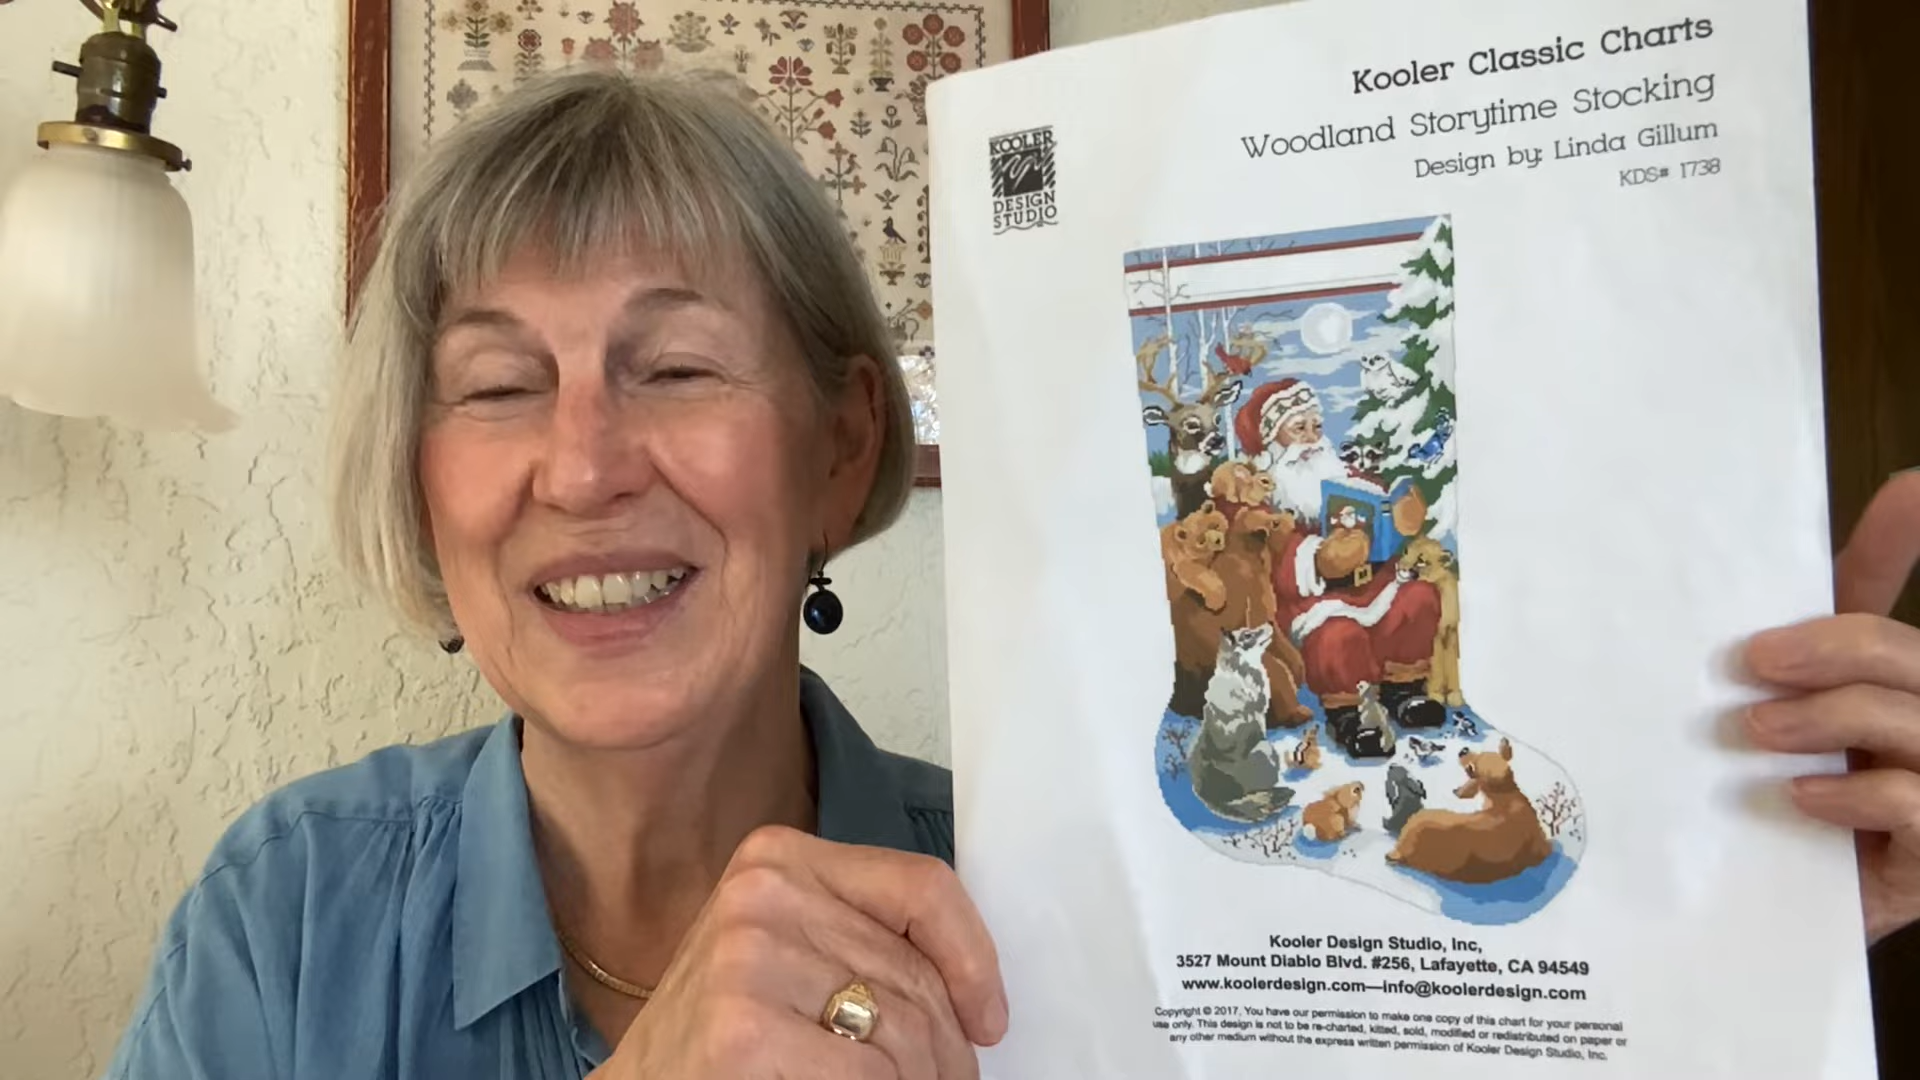 Kooler Classic Charts
Woodland Storytime Stocking
Design by: Linda Gillum
KDS# 1738
KOOLER
DESIGN
STUDIO
Kooler Design Studio, Inc,
3527 Mount Diablo Blvd. #256, Lafayette, CA 94549
www.koolerdesign.com—info@koolerdesign.com
Copyright © 2017, You have our permission to make one copy of this chart for your personal
use only. This design is not to be re-charted, kitted, sold, modified or redistributed on paper or
any other medium without the express written permission of Kooler Design Studio, Inc.